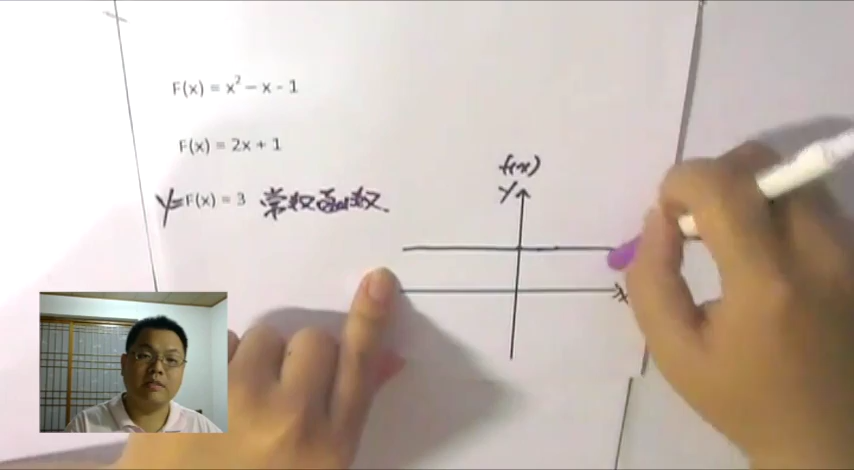 F(x) = x² − x - 1
F(x) = 2x + 1
y=F(x) = 3 常数函数
f(x)
y
x